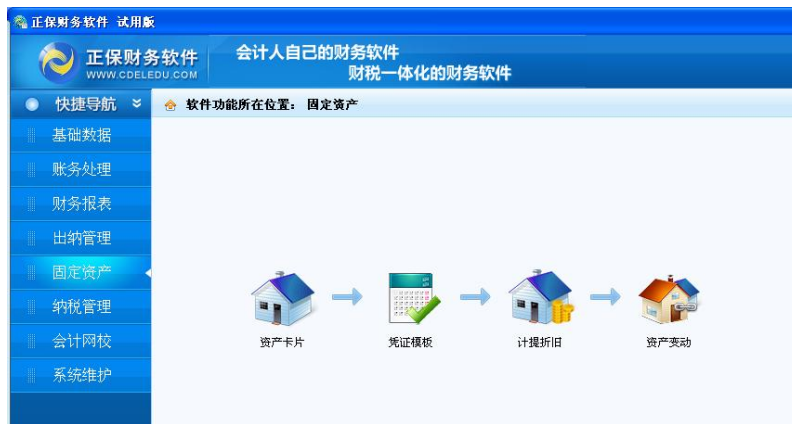 正保财务软件 试用版
正保财务软件
WWW.CDELEDU.COM
会计人自己的财务软件
财税一体化的财务软件
快捷导航
软件功能所在位置： 固定资产
基础数据
账务处理
财务报表
出纳管理
固定资产
纳税管理
会计网校
系统维护
资产卡片
凭证模板
计提折旧
资产变动